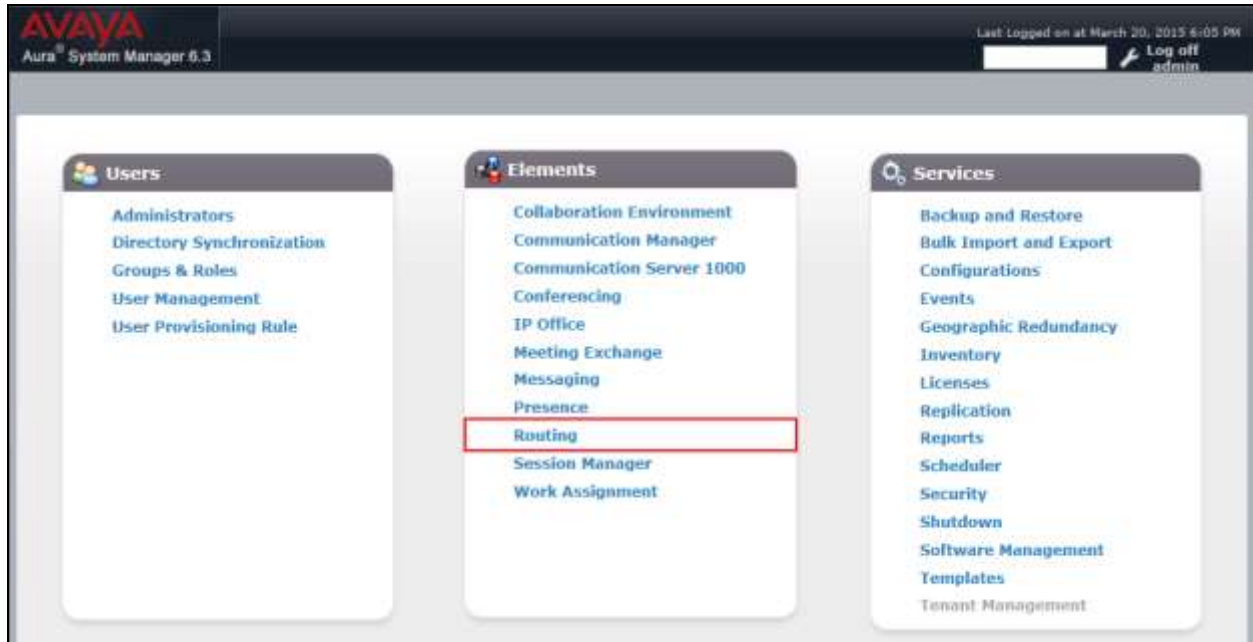 AVAYA
Aura® System Manager 6.3
Last Logged on at March 20, 2015 6:05 PM
Log off
admin
Users
Administrators
Directory Synchronization
Groups & Roles
User Management
User Provisioning Rule
Elements
Collaboration Environment
Communication Manager
Communication Server 1000
Conferencing
IP Office
Meeting Exchange
Messaging
Presence
Routing
Session Manager
Work Assignment
Services
Backup and Restore
Bulk Import and Export
Configurations
Events
Geographic Redundancy
Inventory
Licenses
Replication
Reports
Scheduler
Security
Shutdown
Software Management
Templates
Tenant Management